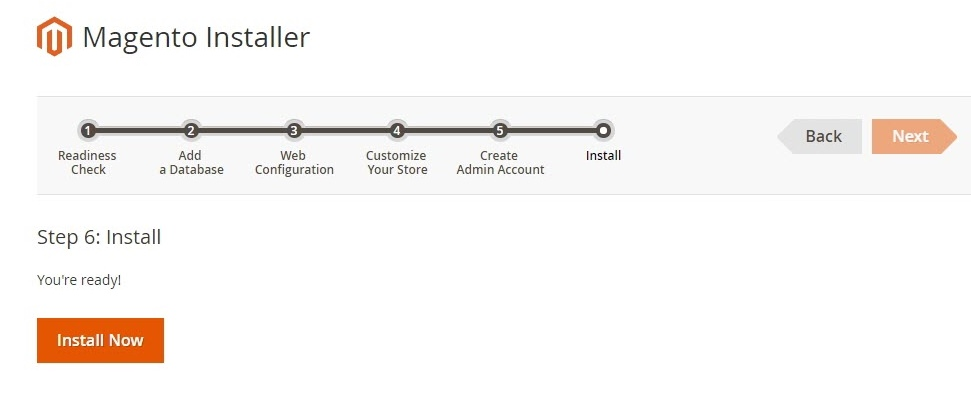 Magento Installer
1 2 3 4 5
Readiness Add Web Customize Create Install
Check a Database Configuration Your Store Admin Account
Back Next
Step 6: Install
You're ready!
Install Now